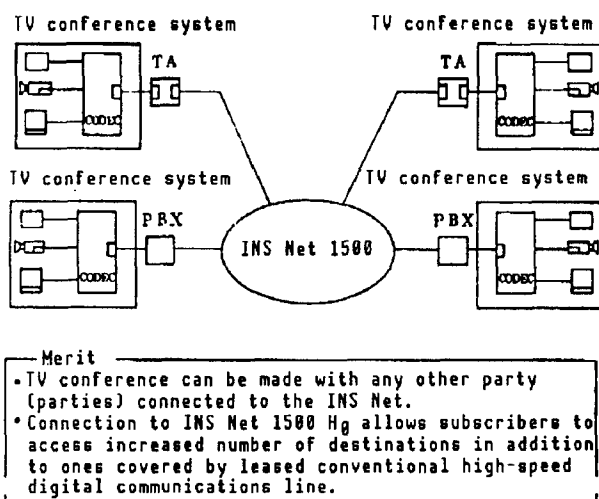 TV conference system
TV conference system
TA
TA
CODEC
CODEC
TV conference system
TV conference system
PBX
PBX
INS Net 1500
CODEC
CODEC
Merit
• TV conference can be made with any other party
(parties) connected to the INS Net.
• Connection to INS Net 1500 H0 allows subscribers to
access increased number of destinations in addition
to ones covered by leased conventional high-speed
digital communications line.